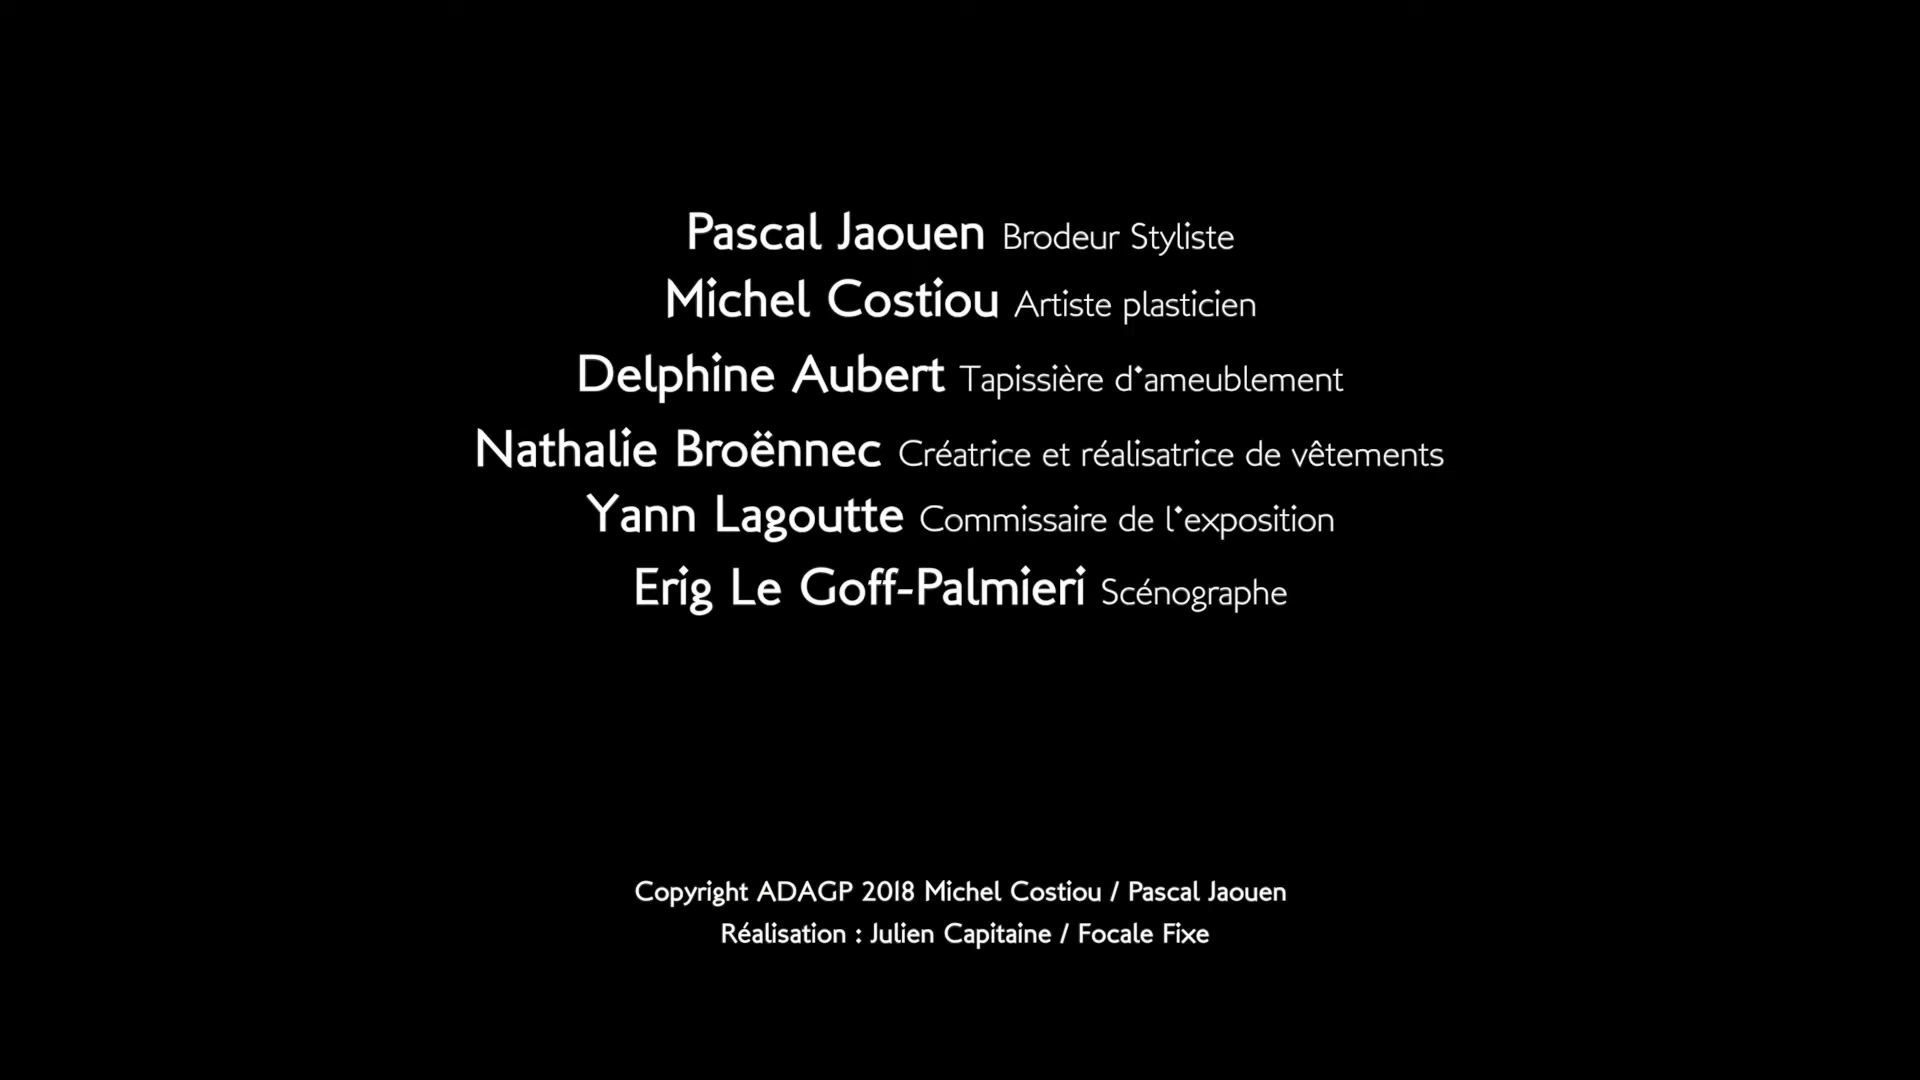 Pascal Jaouen Brodeur Styliste
Michel Costiou Artiste plasticien
Delphine Aubert Tapissière d'ameublement
Nathalie Broënnec Créatrice et réalisatrice de vêtements
Yann Lagoutte Commissaire de l'exposition
Erig Le Goff-Palmieri Scénographe
Copyright ADAGP 2018 Michel Costiou / Pascal Jaouen
Réalisation : Julien Capitaine / Focale Fixe